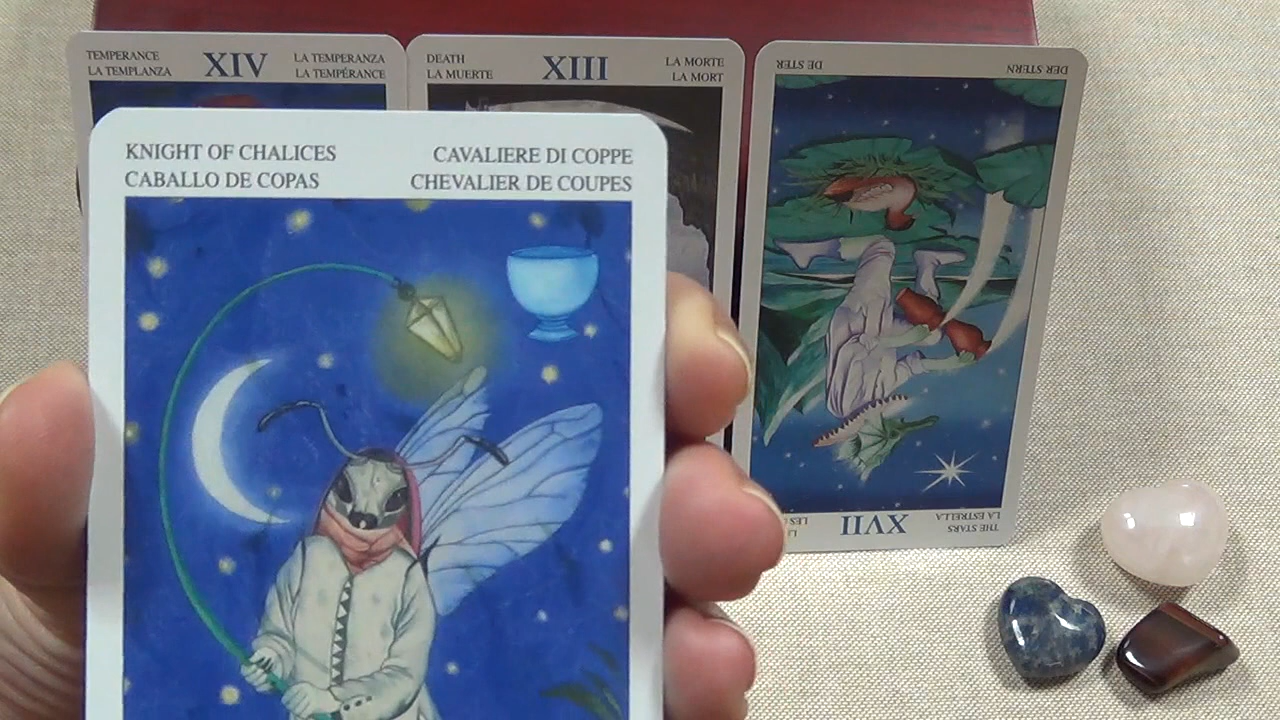 TEMPERANCE XIV LA TEMPERANZA
LA TEMPLANZA LA TEMPÉRANCE
DEATH XIII LA MORTE
LA MUERTE LA MORT
DE STER DER STERN
KNIGHT OF CHALICES CAVALIERE DI COPPE
CABALLO DE COPAS CHEVALIER DE COUPES
THE STARS XVII
LA ESTRELLA